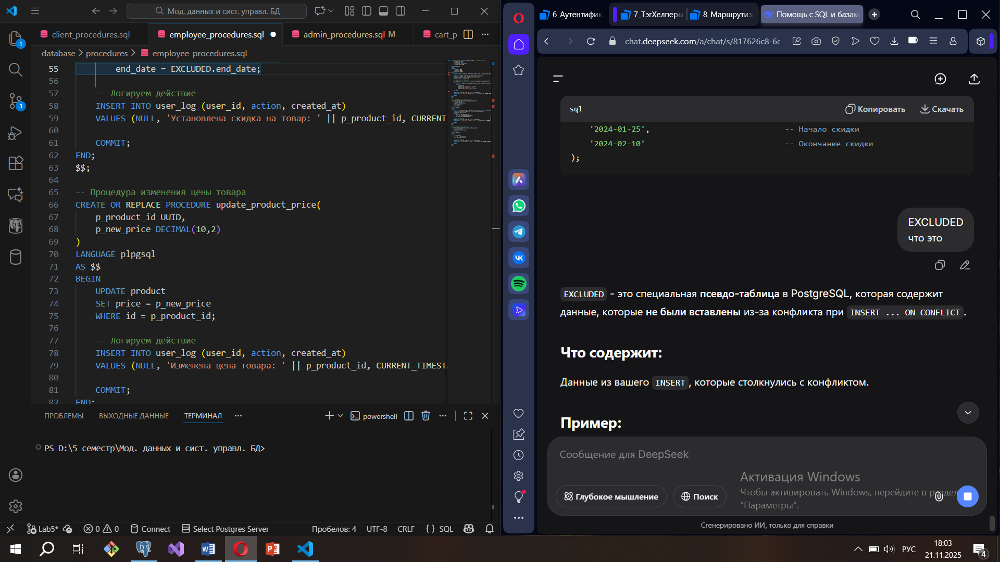 Мод. данных и сист. управл. БД
client_procedures.sql
employee_procedures.sql
admin_procedures.sql M
cart_p
database > procedures > employee_procedures.sql
55 end_date = EXCLUDED.end_date;
56
57 -- Логируем действие
58 INSERT INTO user_log (user_id, action, created_at)
59 VALUES (NULL, 'Установлена скидка на товар: ' || p_product_id, CURRENT_
60
61 COMMIT;
62 END;
63 $$;
64
65 -- Процедура изменения цены товара
66 CREATE OR REPLACE PROCEDURE update_product_price(
67 p_product_id UUID,
68 p_new_price DECIMAL(10,2)
69 )
70 LANGUAGE plpgsql
71 AS $$
72 BEGIN
73 UPDATE product
74 SET price = p_new_price
75 WHERE id = p_product_id;
76
77 -- Логируем действие
78 INSERT INTO user_log (user_id, action, created_at)
79 VALUES (NULL, 'Изменена цена товара: ' || p_product_id, CURRENT_TIMESTA
80
81 COMMIT;
82 END;
1
3
ПРОБЛЕМЫ
ВЫХОДНЫЕ ДАННЫЕ
ТЕРМИНАЛ
powershell
PS D:\5 семестр\Мод. данных и сист. управл. БД>
Lab5*
0 0
Connect
Select Postgres Server
Пробелов: 4
UTF-8
CRLF
{ } SQL
6_Аутентифик
7_ТэгХелперы
8_Маршрутиза
Помощь с SQL и базам
chat.deepseek.com/a/chat/s/817626c8-6c
sql
Копировать
Скачать
'2024-01-25', -- Начало скидки
'2024-02-10' -- Окончание скидки
);
EXCLUDED
что это
EXCLUDED - это специальная псевдо-таблица в PostgreSQL, которая содержит
данные, которые не были вставлены из-за конфликта при INSERT ... ON CONFLICT.
Что содержит:
Данные из вашего INSERT, которые столкнулись с конфликтом.
Пример:
Сообщение для DeepSeek
Глубокое мышление
Поиск
Активация Windows
Чтобы активировать Windows, перейдите в раздел
"Параметры".
Сгенерировано ИИ, только для справки
РУС
18:03
21.11.2025
4